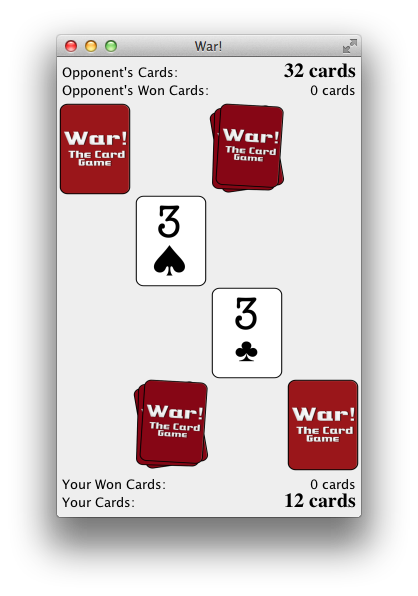 War!
Opponent's Cards: 32 cards
Opponent's Won Cards: 0 cards
War!
The Card
Game
War!
The Card
Game
3
3
War!
The Card
Game
War!
The Card
Game
Your Won Cards: 0 cards
Your Cards: 12 cards